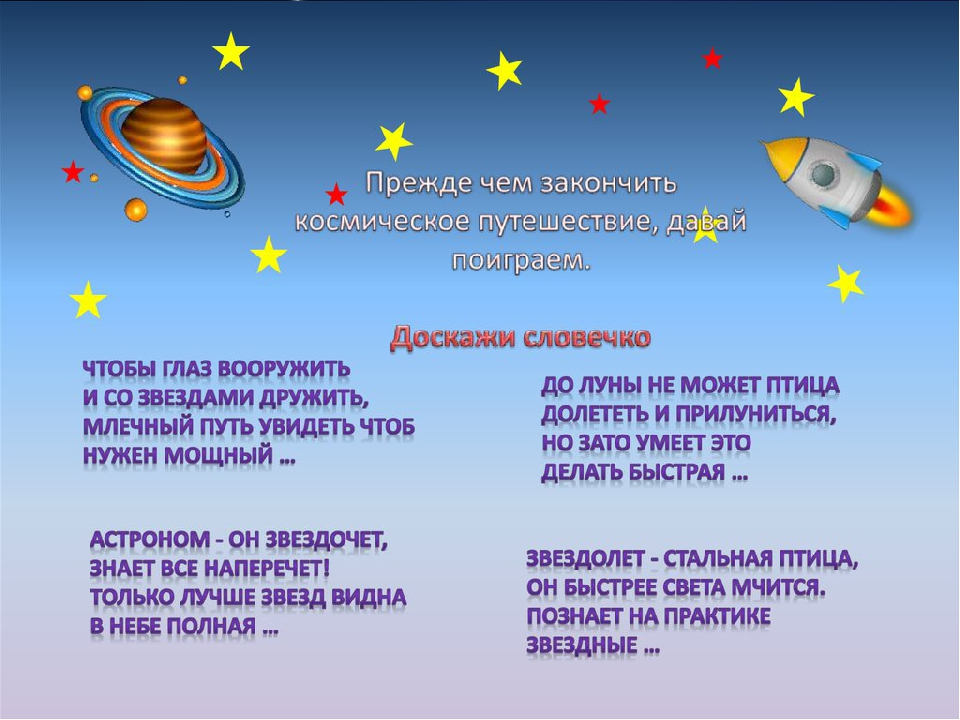 Прежде чем закончить
космическое путешествие, давай
поиграем.
Доскажи словечко
ЧТОБЫ ГЛАЗ ВООРУЖИТЬ
И СО ЗВЕЗДАМИ ДРУЖИТЬ,
МЛЕЧНЫЙ ПУТЬ УВИДЕТЬ ЧТОБ
НУЖЕН МОЩНЫЙ ...
ДО ЛУНЫ НЕ МОЖЕТ ПТИЦА
ДОЛЕТЕТЬ И ПРИЛУНИТЬСЯ,
НО ЗАТО УМЕЕТ ЭТО
ДЕЛАТЬ БЫСТРАЯ ...
АСТРОНОМ - ОН ЗВЕЗДОЧЕТ,
ЗНАЕТ ВСЕ НАПЕРЕЧЕТ!
ТОЛЬКО ЛУЧШЕ ЗВЕЗД ВИДНА
В НЕБЕ ПОЛНАЯ ...
ЗВЕЗДОЛЕТ - СТАЛЬНАЯ ПТИЦА,
ОН БЫСТРЕЕ СВЕТА МЧИТСЯ.
ПОЗНАЕТ НА ПРАКТИКЕ
ЗВЕЗДНЫЕ ...